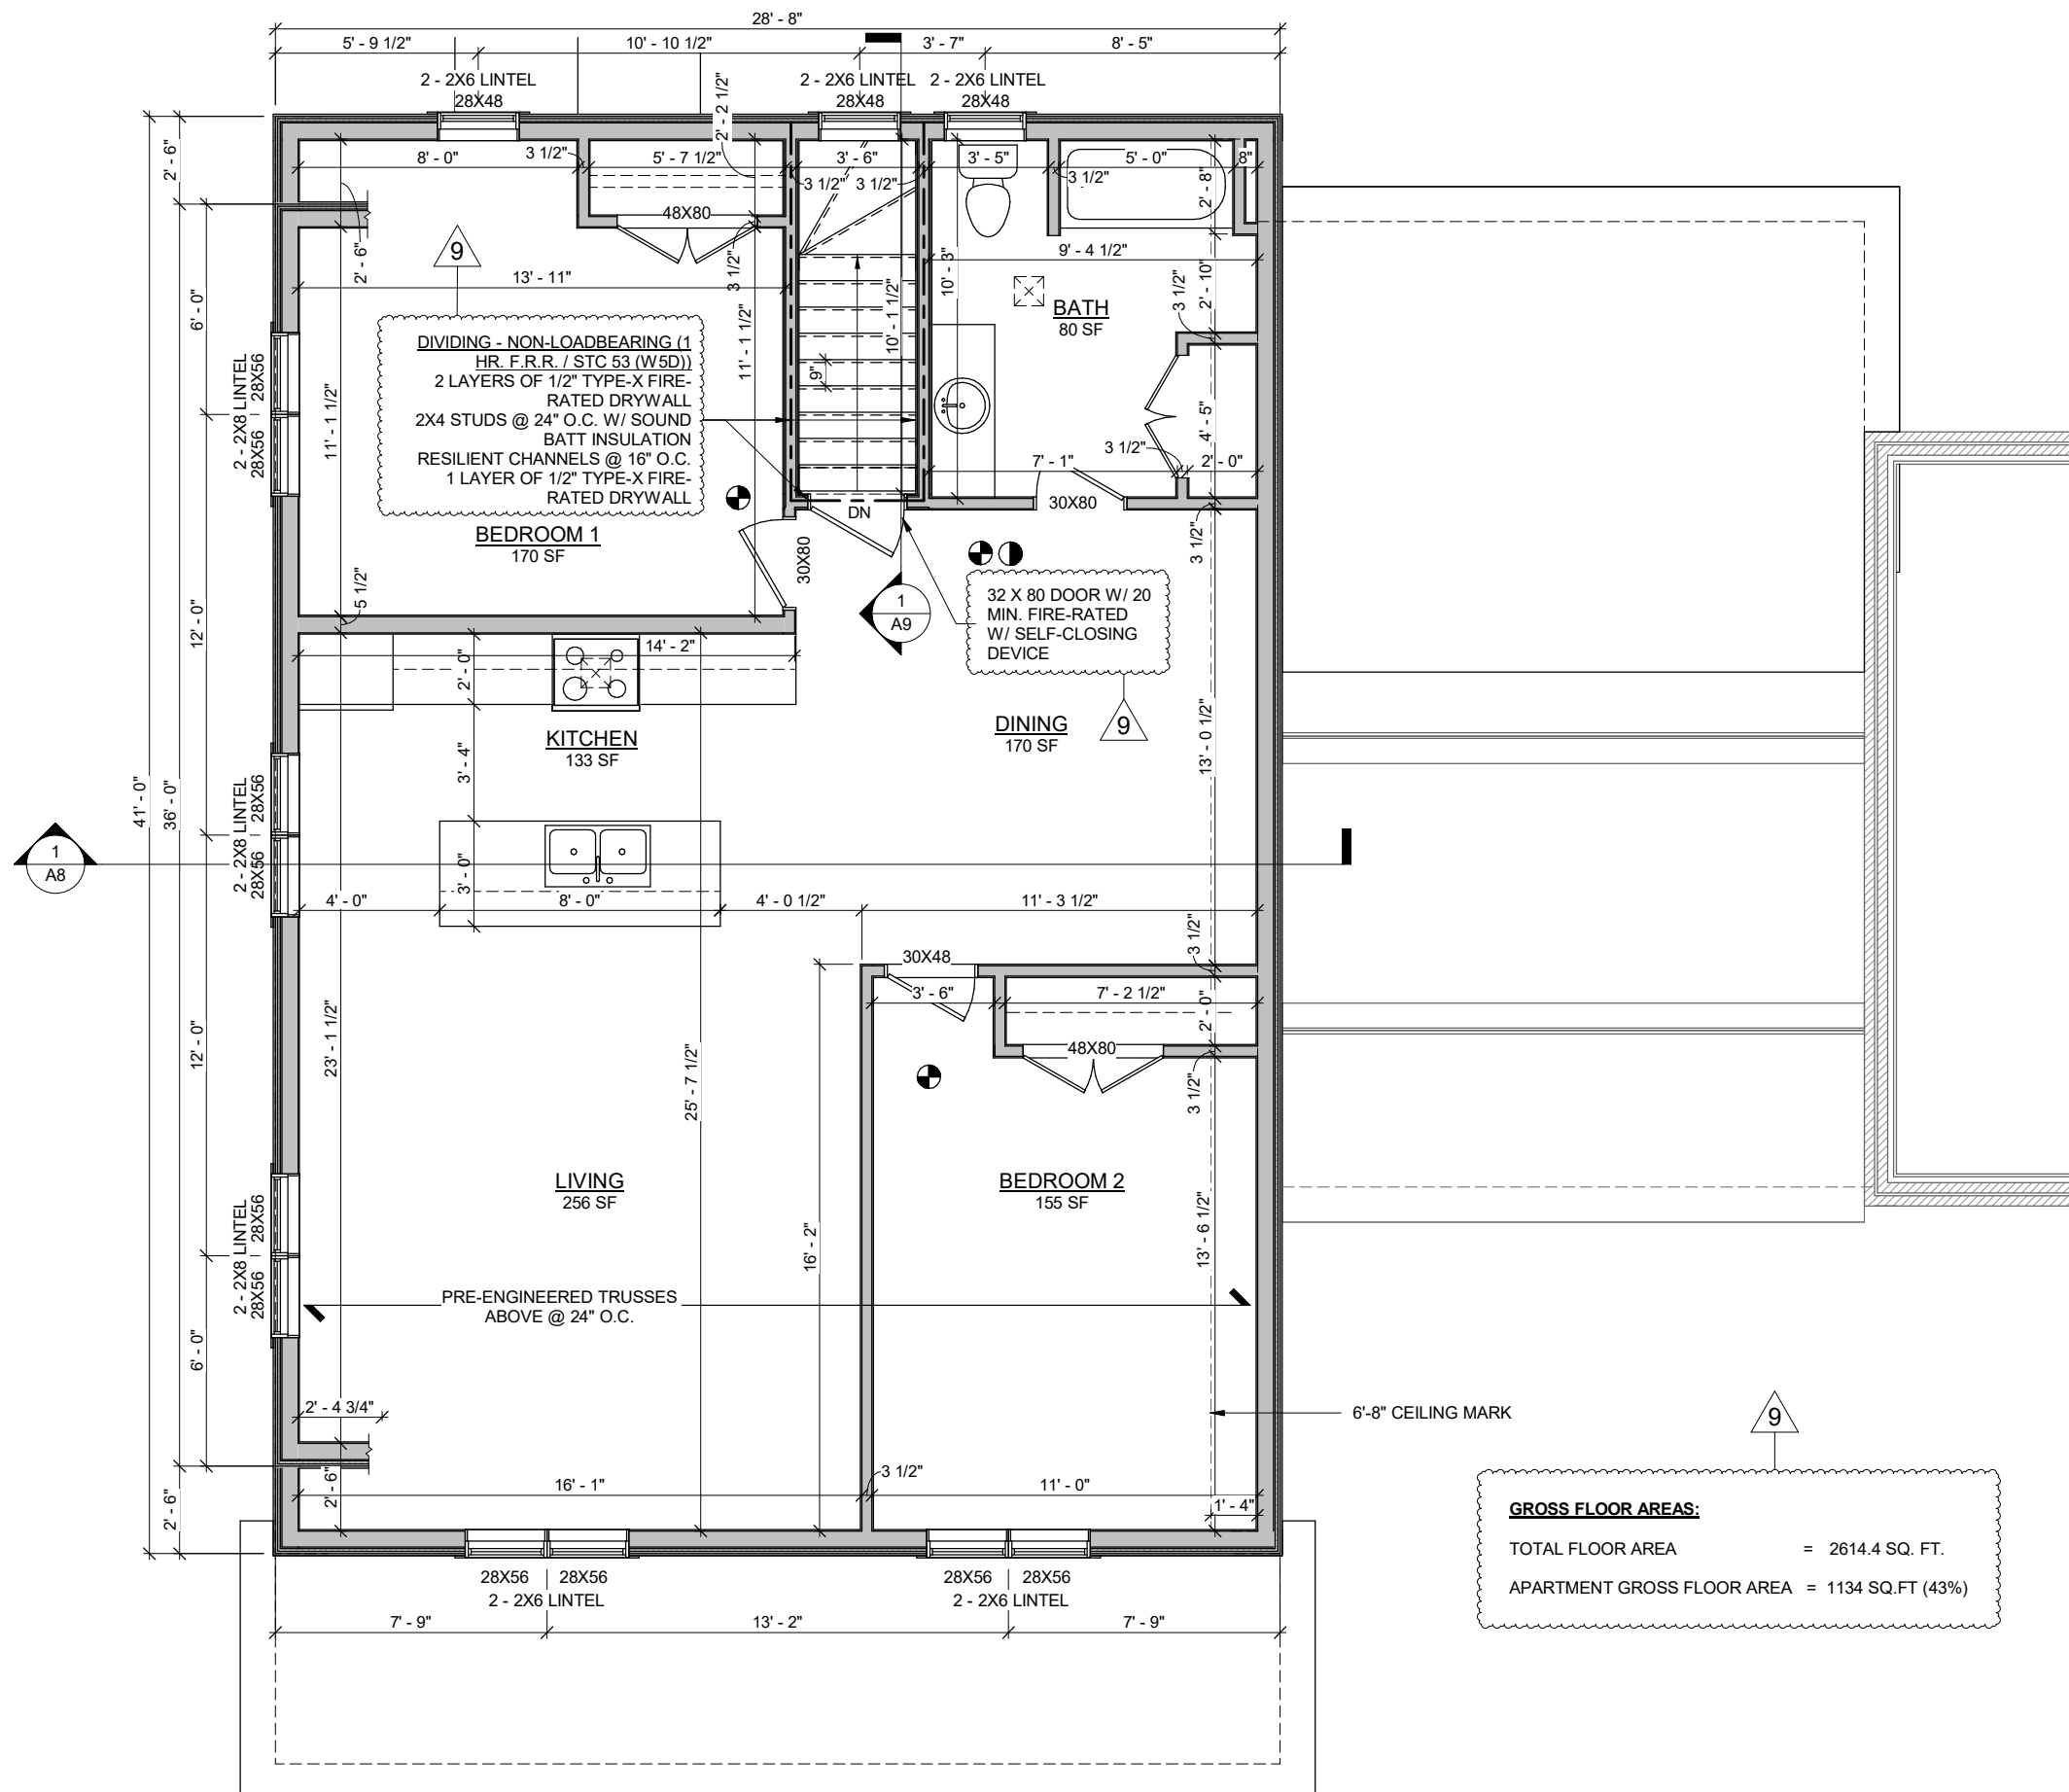 28' - 8"
5' - 9 1/2"
10' - 10 1/2"
3' - 7"
8' - 5"
2 - 2X6 LINTEL
28X48
2 - 2X6 LINTEL
28X48
2 - 2X6 LINTEL
28X48
2' - 6"
8' - 0"
3 1/2"
5' - 7 1/2"
2' - 2 1/2"
3' - 6"
3 1/2"
3 1/2"
3' - 5"
3 1/2"
5' - 0"
8"
2' - 8"
48X80
2' - 6"
9
13' - 11"
3 1/2"
11' - 1 1/2"
10' - 1 1/2"
9"
10' - 3"
9' - 4 1/2"
2' - 10"
3 1/2"
BATH
80 SF
6' - 0"
2 - 2X8 LINTEL
28X56
28X56
11' - 1 1/2"
DIVIDING - NON-LOADBEARING (1
HR. F.R.R. / STC 53 (W5D))
2 LAYERS OF 1/2" TYPE-X FIRE-
RATED DRYWALL
2X4 STUDS @ 24" O.C. W/ SOUND
BATT INSULATION
RESILIENT CHANNELS @ 16" O.C.
1 LAYER OF 1/2" TYPE-X FIRE-
RATED DRYWALL
4' - 5"
3 1/2"
7' - 1"
2' - 0"
30X80
DN
BEDROOM 1
170 SF
30X80
3 1/2"
5 1/2"
12' - 0"
1
A9
32 X 80 DOOR W/ 20
MIN. FIRE-RATED
W/ SELF-CLOSING
DEVICE
9
14' - 2"
2' - 0"
KITCHEN
133 SF
DINING
170 SF
13' - 0 1/2"
3' - 4"
41' - 0"
36' - 0"
2 - 2X8 LINTEL
28X56
28X56
1
A8
3' - 0"
4' - 0"
8' - 0"
4' - 0 1/2"
11' - 3 1/2"
3 1/2"
30X48
3' - 6"
7' - 2 1/2"
2' - 0"
48X80
3 1/2"
12' - 0"
23' - 1 1/2"
25' - 7 1/2"
LIVING
256 SF
BEDROOM 2
155 SF
16' - 2"
13' - 6 1/2"
2 - 2X8 LINTEL
28X56
28X56
PRE-ENGINEERED TRUSSES
ABOVE @ 24" O.C.
6' - 0"
2' - 4 3/4"
6'-8" CEILING MARK
9
2' - 6"
2' - 6"
16' - 1"
3 1/2"
11' - 0"
1' - 4"
28X56
28X56
2 - 2X6 LINTEL
28X56
28X56
2 - 2X6 LINTEL
7' - 9"
13' - 2"
7' - 9"
GROSS FLOOR AREAS:
TOTAL FLOOR AREA = 2614.4 SQ. FT.
APARTMENT GROSS FLOOR AREA = 1134 SQ.FT (43%)